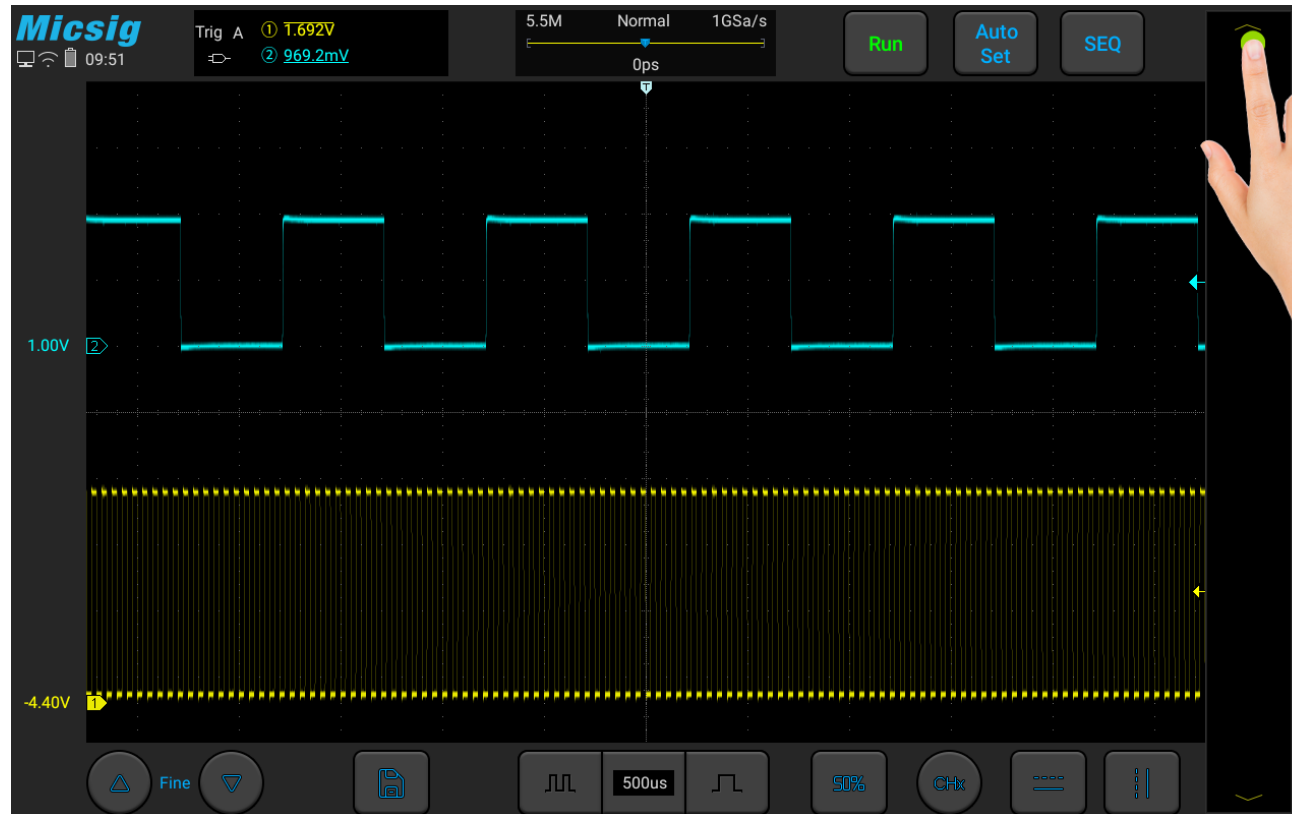 Micsig
09:51
Trig A ① 1.692V
② 969.2mV
5.5M Normal 1GSa/s
T
0ps
Run
Auto
Set
SEQ
T
1.00V 2
-4.40V 1
Fine
500us
50%
CHx